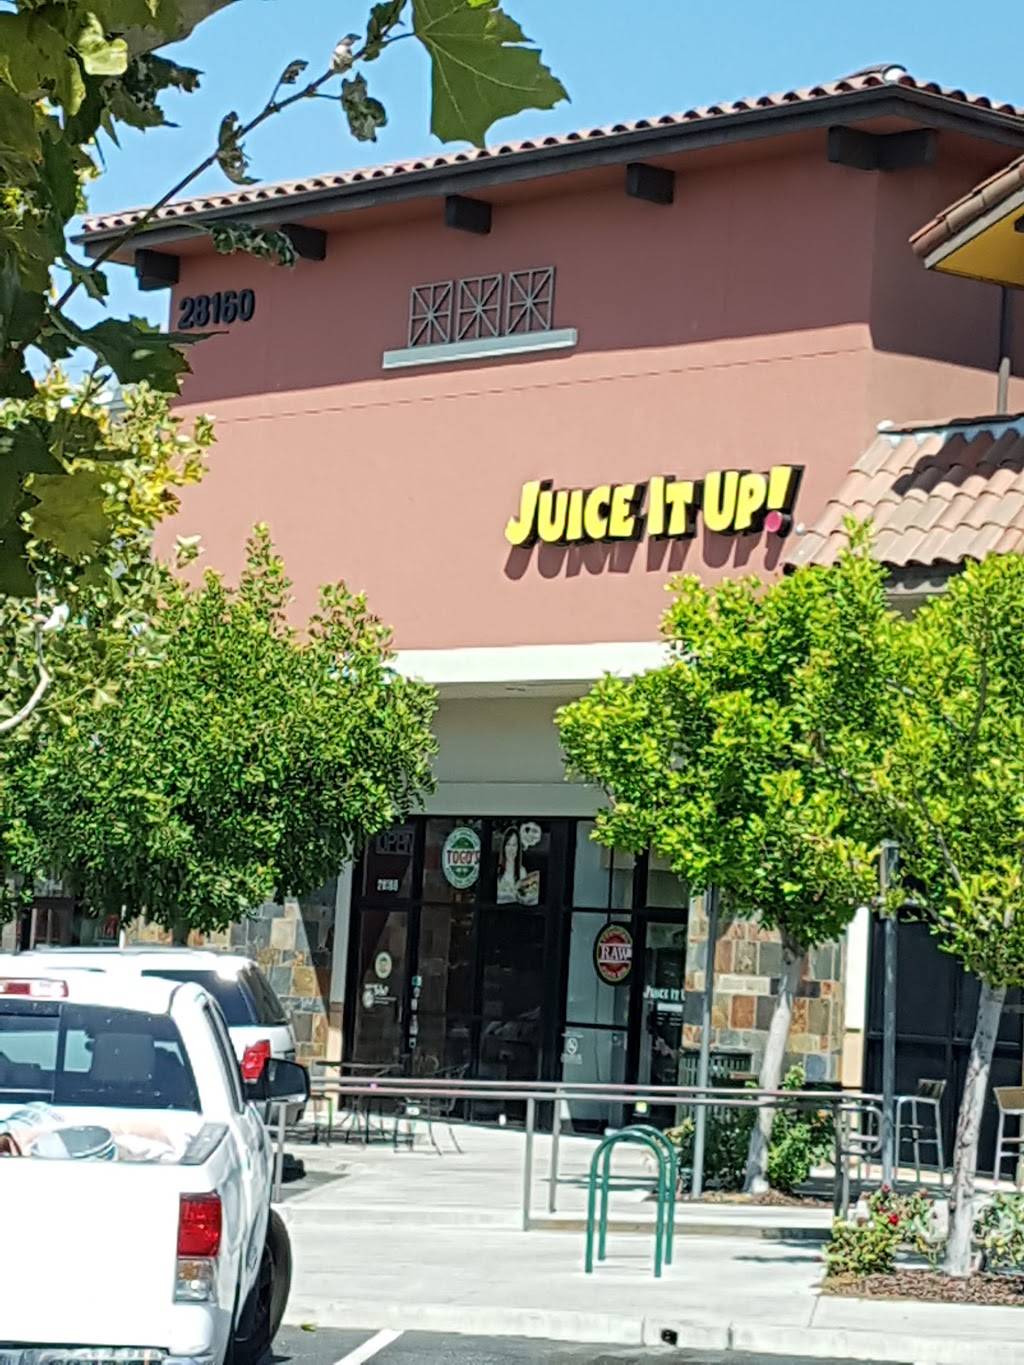 28160
JUICE IT UP!
OPEN
TOGO'S
28160
RAW
JUICE IT U